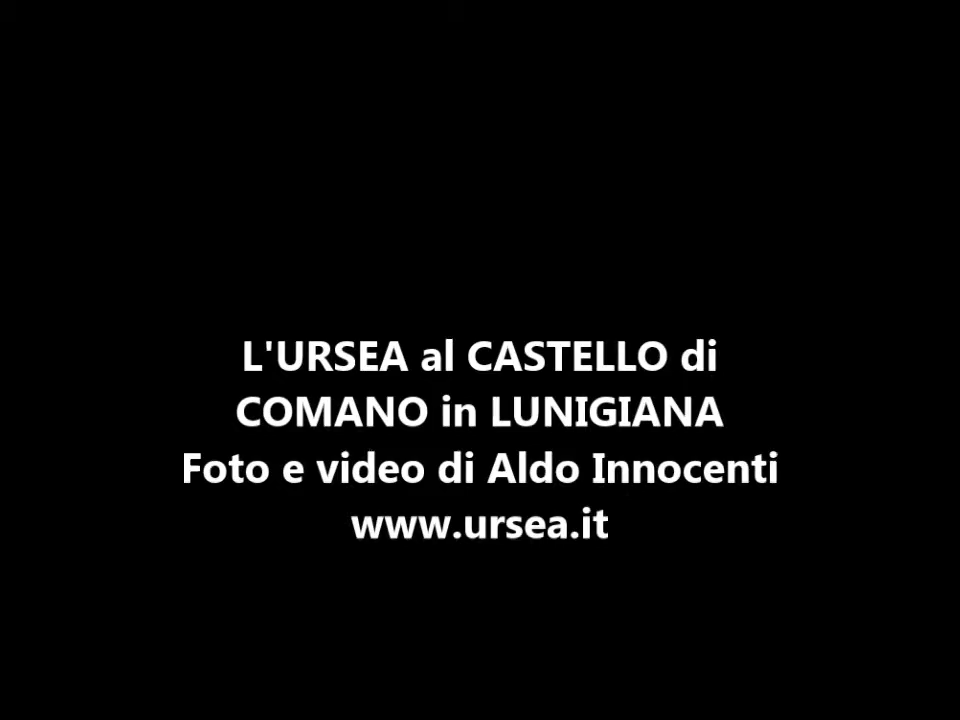 L'URSEA al CASTELLO di
COMANO in LUNIGIANA
Foto e video di Aldo Innocenti
www.ursea.it